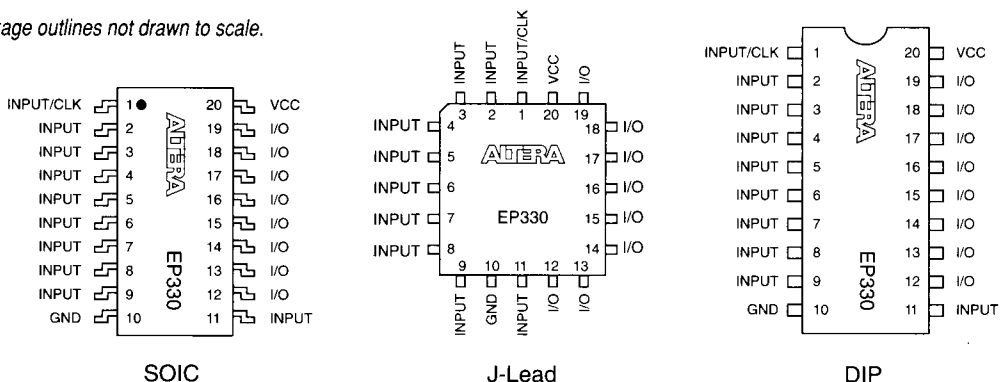 age outlines not drawn to scale.
INPUT/CLK 1 20 VCC
INPUT 2 19 I/O
INPUT 3 18 I/O
INPUT 4 17 I/O
INPUT 5 16 I/O
INPUT 6 15 I/O
INPUT 7 14 I/O
INPUT 8 13 I/O
INPUT 9 12 I/O
GND 10 11 INPUT
ALTERA
EP330
SOIC
INPUT INPUT INPUT/CLK VCC I/O
3 2 1 20 19
INPUT 4 18 I/O
INPUT 5 ALTERA 17 I/O
INPUT 6 16 I/O
INPUT 7 EP330 15 I/O
INPUT 8 14 I/O
9 10 11 12 13
INPUT GND INPUT I/O I/O
J-Lead
INPUT/CLK 1 20 VCC
INPUT 2 19 I/O
INPUT 3 18 I/O
INPUT 4 17 I/O
INPUT 5 16 I/O
INPUT 6 15 I/O
INPUT 7 14 I/O
INPUT 8 13 I/O
INPUT 9 12 I/O
GND 10 11 INPUT
ALTERA
EP330
DIP